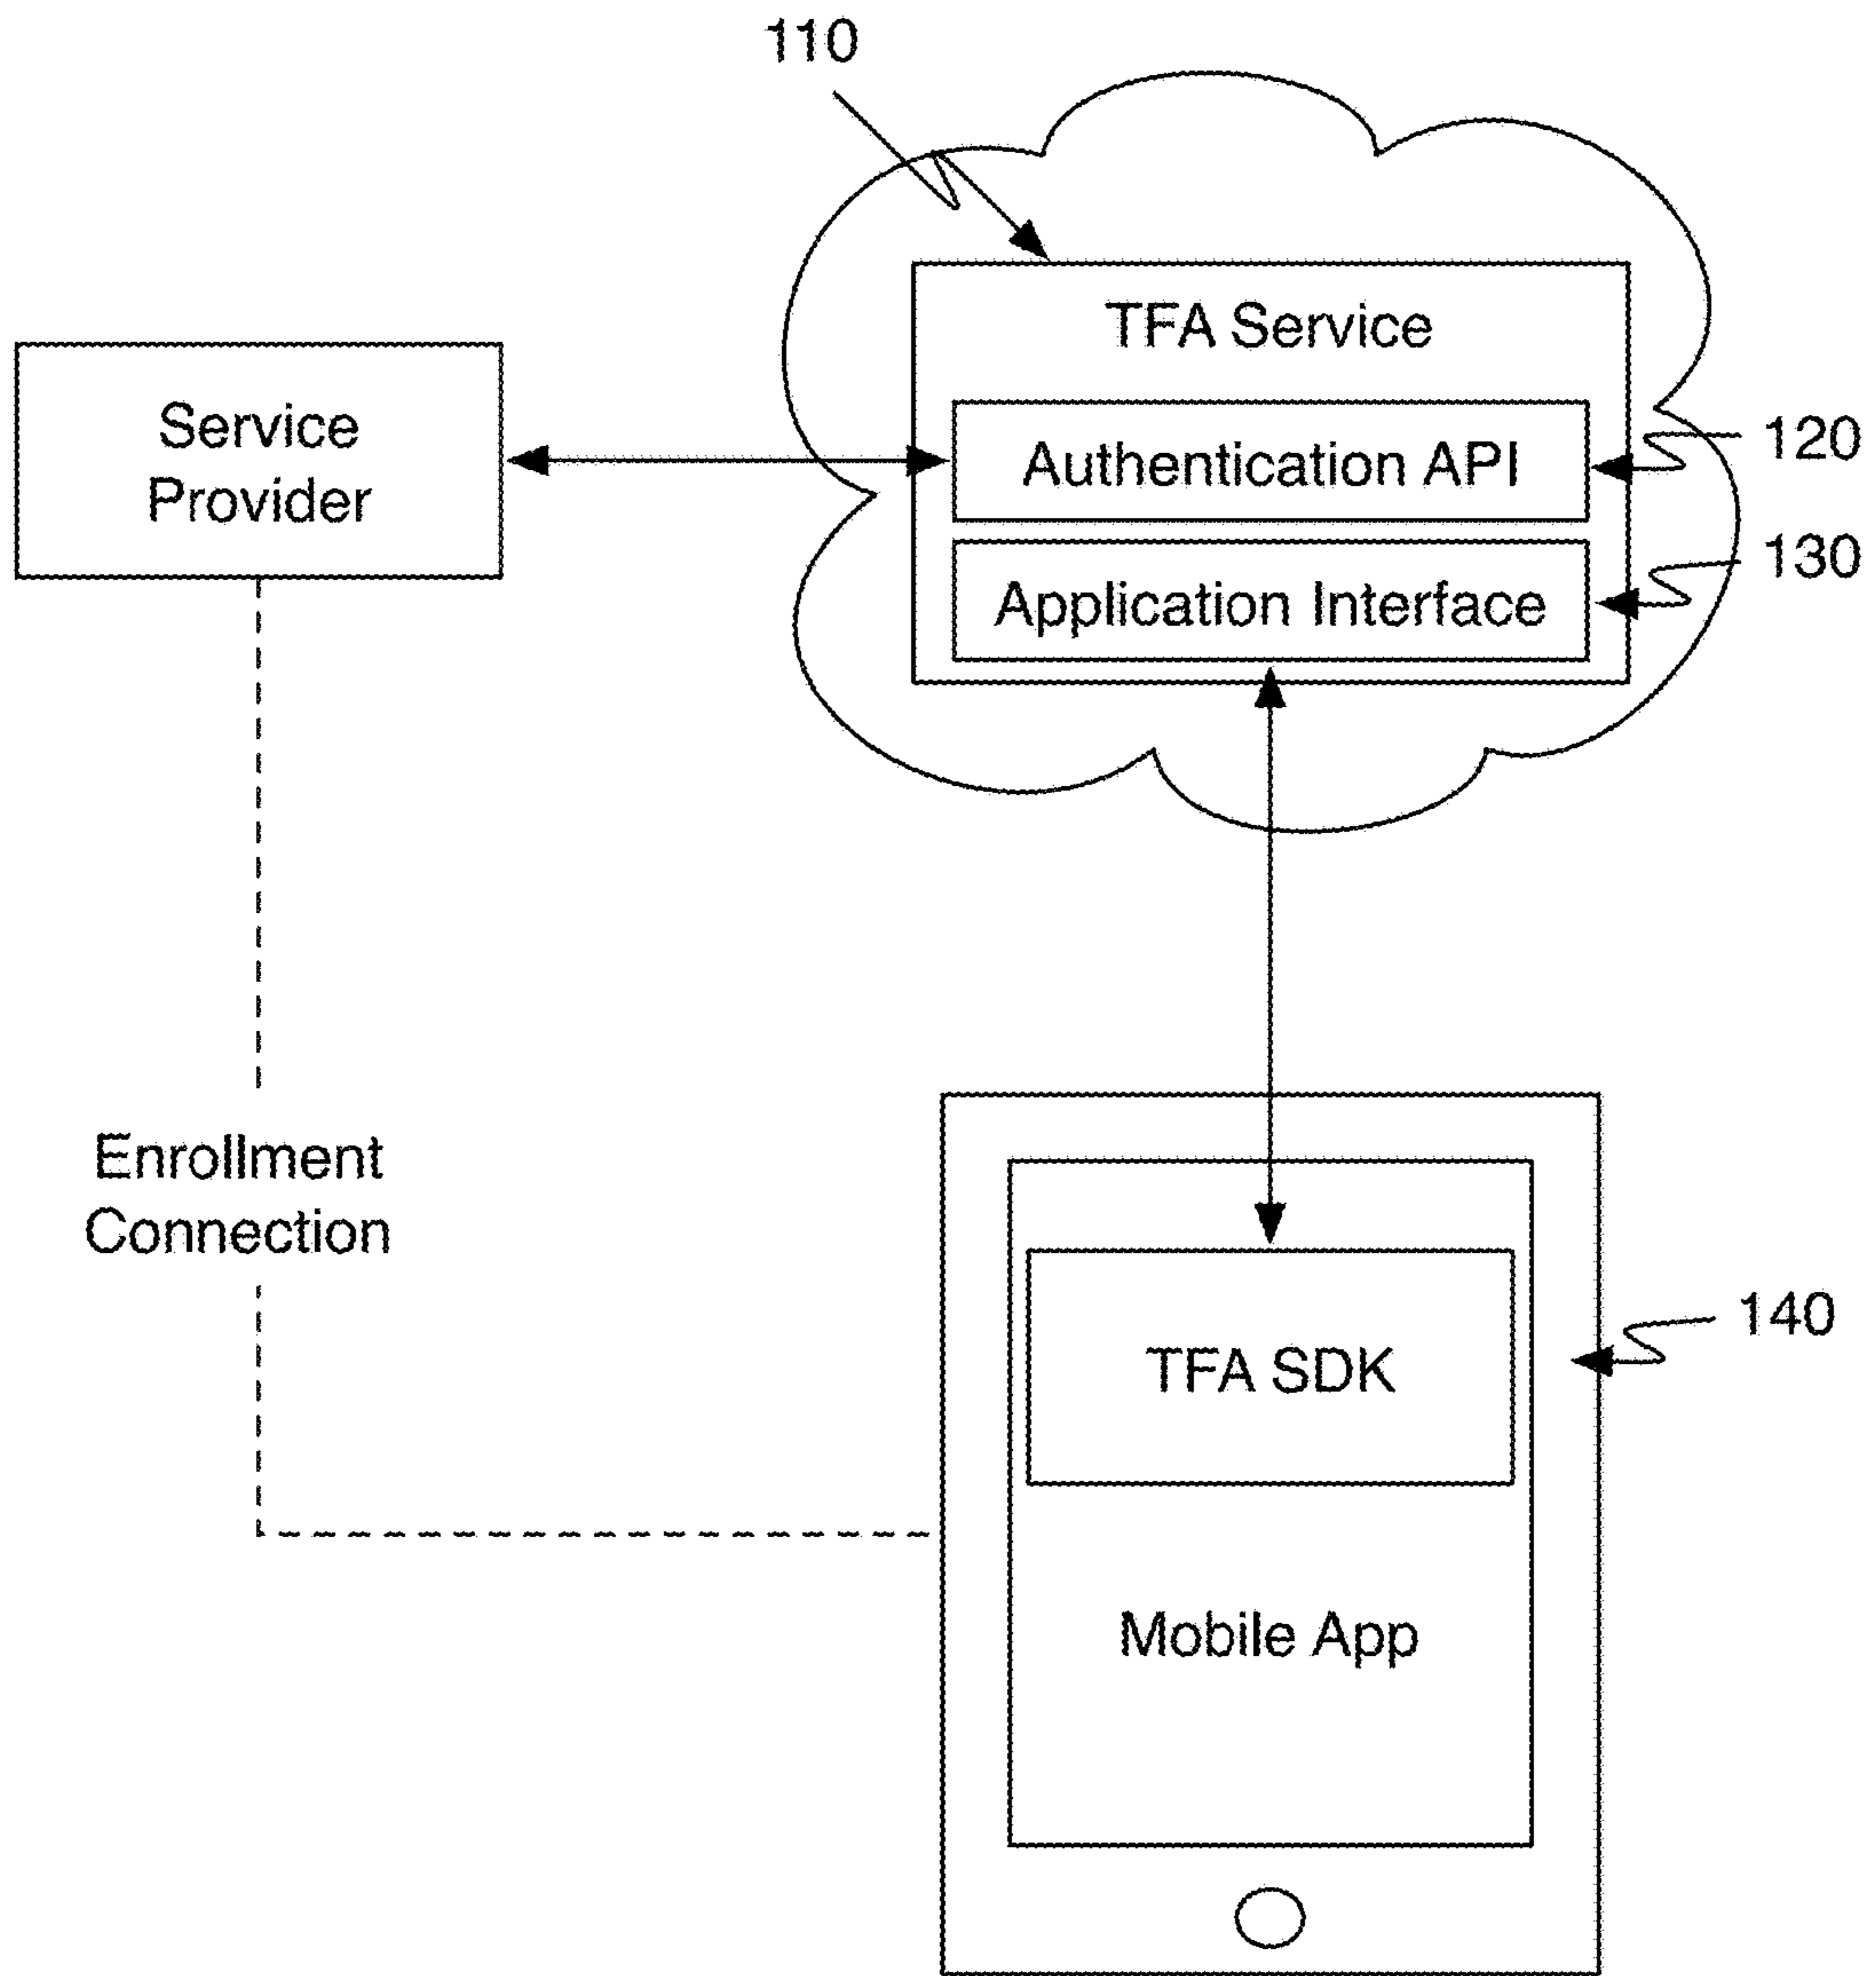 110
TFA Service
Service
Provider
Authentication API
120
Application Interface
130
Enrollment
Connection
TFA SDK
140
Mobile App